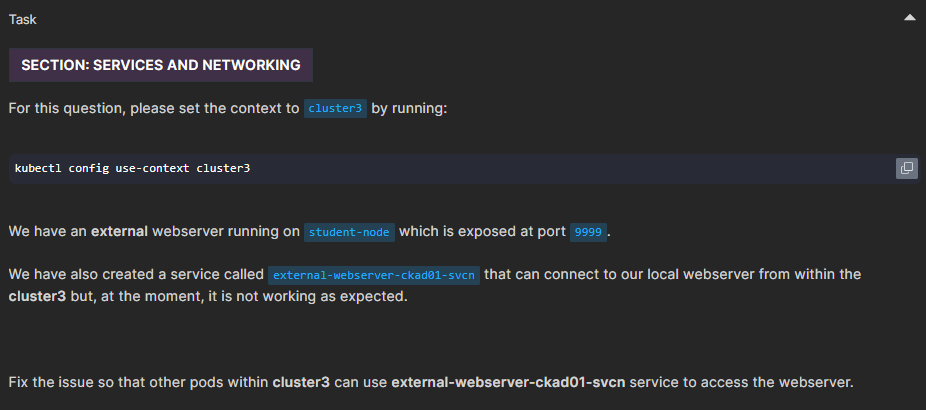 Task
SECTION: SERVICES AND NETWORKING
For this question, please set the context to cluster3 by running:
kubectl config use-context cluster3
We have an external webserver running on student-node which is exposed at port 9999.
We have also created a service called external-webserver-ckad01-svcn that can connect to our local webserver from within the
cluster3 but, at the moment, it is not working as expected.
Fix the issue so that other pods within cluster3 can use external-webserver-ckad01-svcn service to access the webserver.